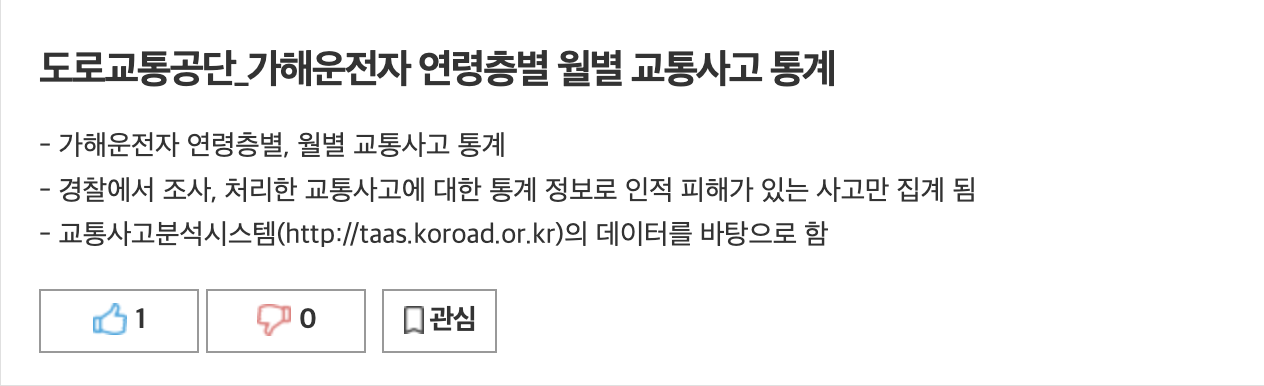 도로교통공단_가해운전자 연령층별 월별 교통사고 통계
- 가해운전자 연령층별, 월별 교통사고 통계
- 경찰에서 조사, 처리한 교통사고에 대한 통계 정보로 인적 피해가 있는 사고만 집계 됨
- 교통사고분석시스템(http://taas.koroad.or.kr)의 데이터를 바탕으로 함
1 0 관심